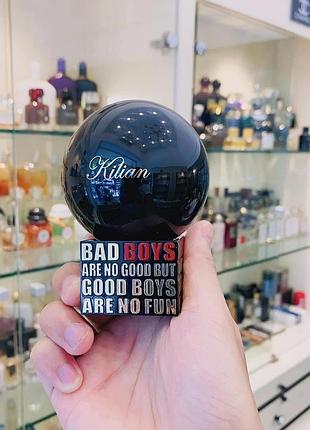 Kilian
BAD BOYS
ARE NO GOOD BUT
GOOD BOYS
ARE NO FUN